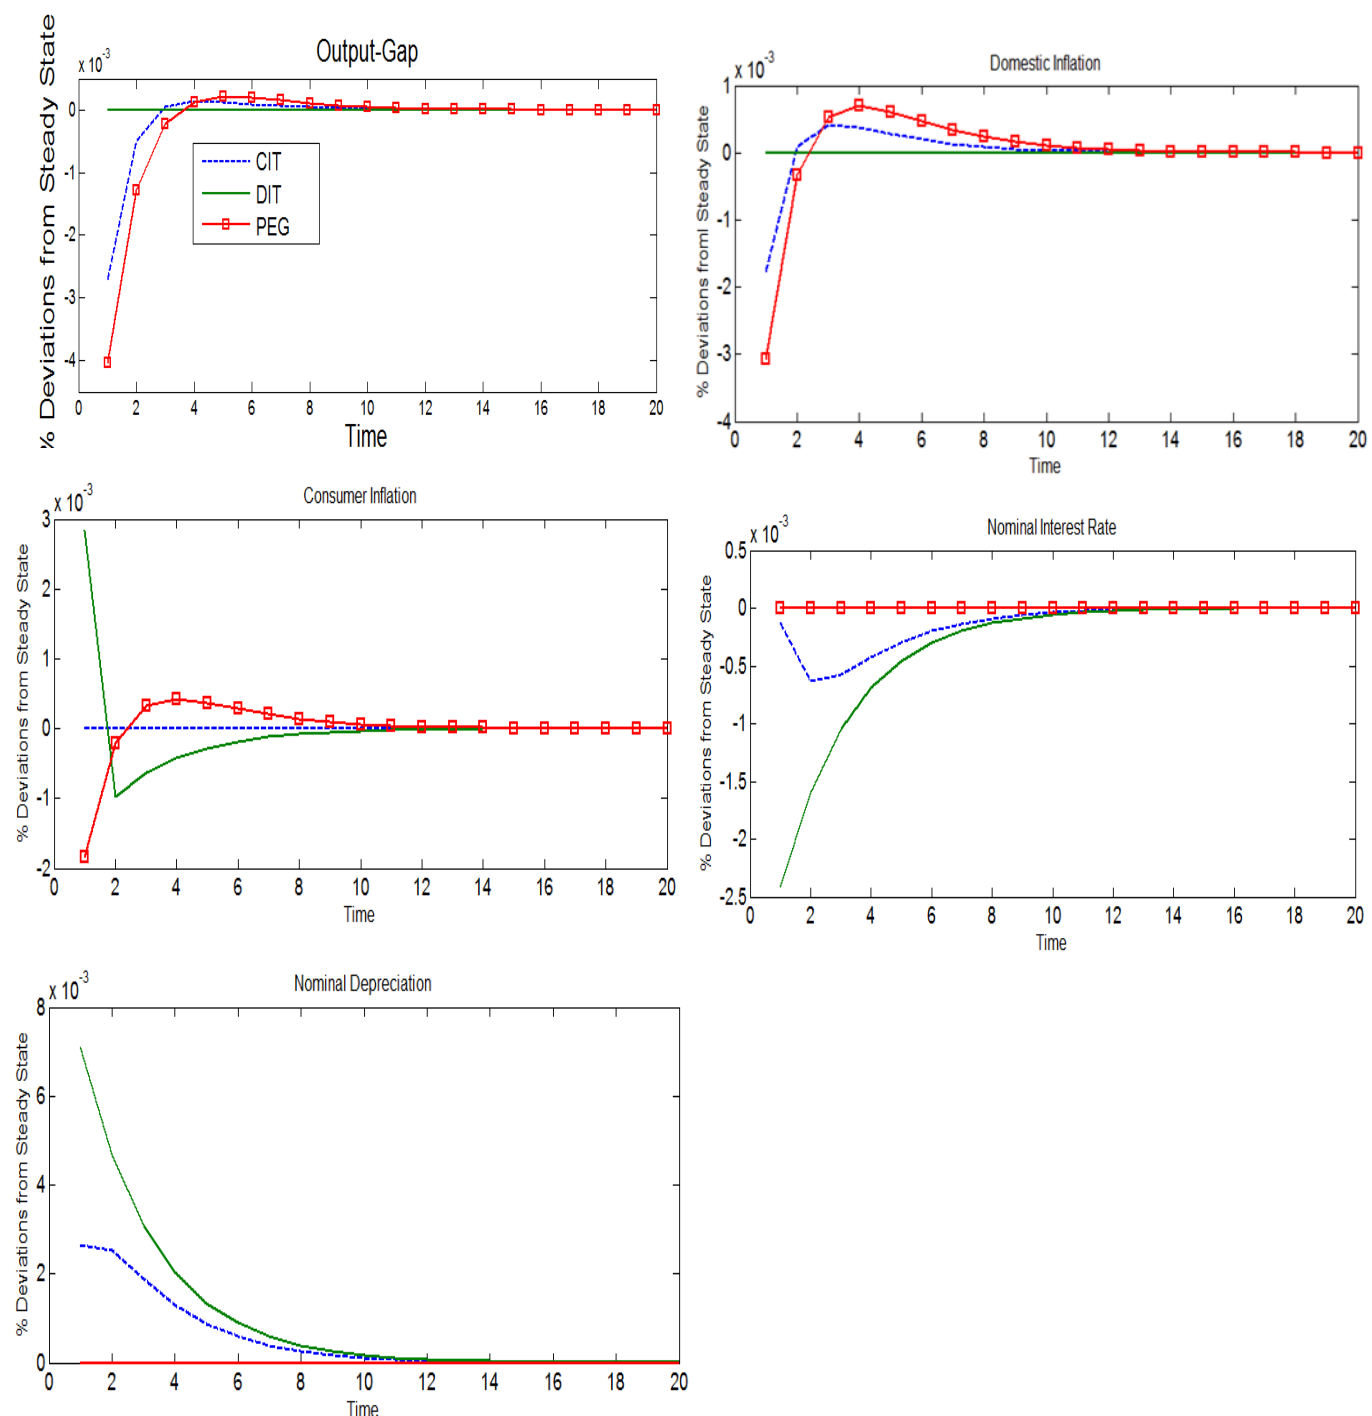 Output-Gap
x 10^-3
% Deviations from Steady State
0
-1
-2
-3
-4
CIT
DIT
PEG
0 2 4 6 8 10 12 14 16 18 20
Time
Domestic Inflation
x 10^-3
% Deviations froml Steady State
1
0
-1
-2
-3
-4
0 2 4 6 8 10 12 14 16 18 20
Time
Consumer Inflation
x 10^-3
% Deviations from Steady State
3
2
1
0
-1
-2
0 2 4 6 8 10 12 14 16 18 20
Time
Nominal Interest Rate
x 10^-3
% Deviations from Steady State
0.5
0
-0.5
-1
-1.5
-2
-2.5
0 2 4 6 8 10 12 14 16 18 20
Time
Nominal Depreciation
x 10^-3
% Deviations from Steady State
8
6
4
2
0
0 2 4 6 8 10 12 14 16 18 20
Time